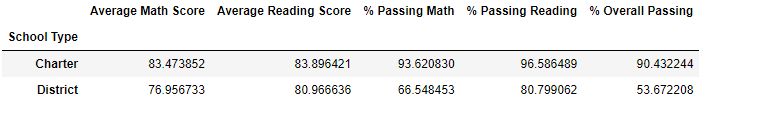 Average Math Score Average Reading Score % Passing Math % Passing Reading % Overall Passing
School Type
Charter 83.473852 83.896421 93.620830 96.586489 90.432244
District 76.956733 80.966636 66.548453 80.799062 53.672208